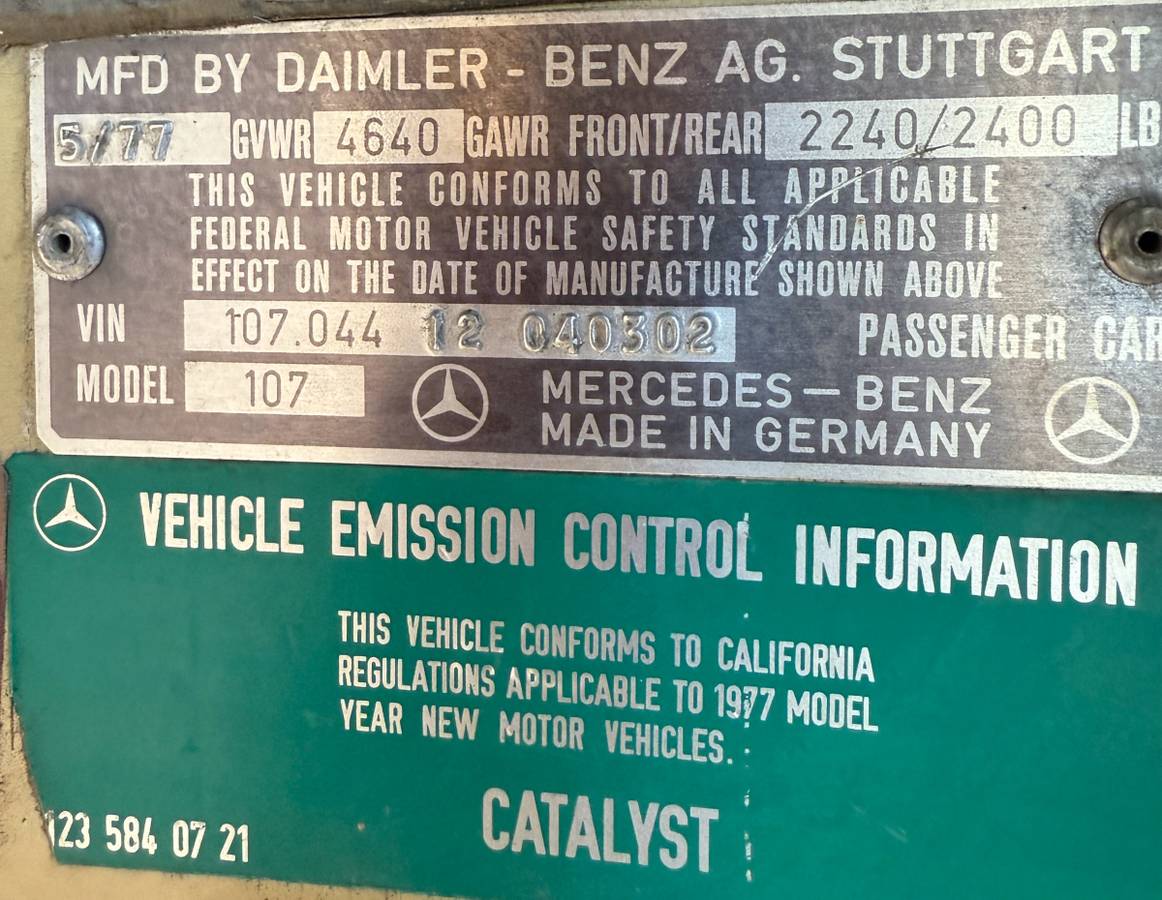 MFD BY DAIMLER - BENZ AG. STUTTGART
5/77 GVWR 4640 GAWR FRONT/REAR 2240/2400 LB
THIS VEHICLE CONFORMS TO ALL APPLICABLE
FEDERAL MOTOR VEHICLE SAFETY STANDARDS IN
EFFECT ON THE DATE OF MANUFACTURE SHOWN ABOVE
VIN 107.044 12 040302 PASSENGER CAR
MODEL 107 MERCEDES – BENZ
MADE IN GERMANY
VEHICLE EMISSION CONTROL INFORMATION
THIS VEHICLE CONFORMS TO CALIFORNIA
REGULATIONS APPLICABLE TO 1977 MODEL
YEAR NEW MOTOR VEHICLES.
CATALYST
123 584 07 21